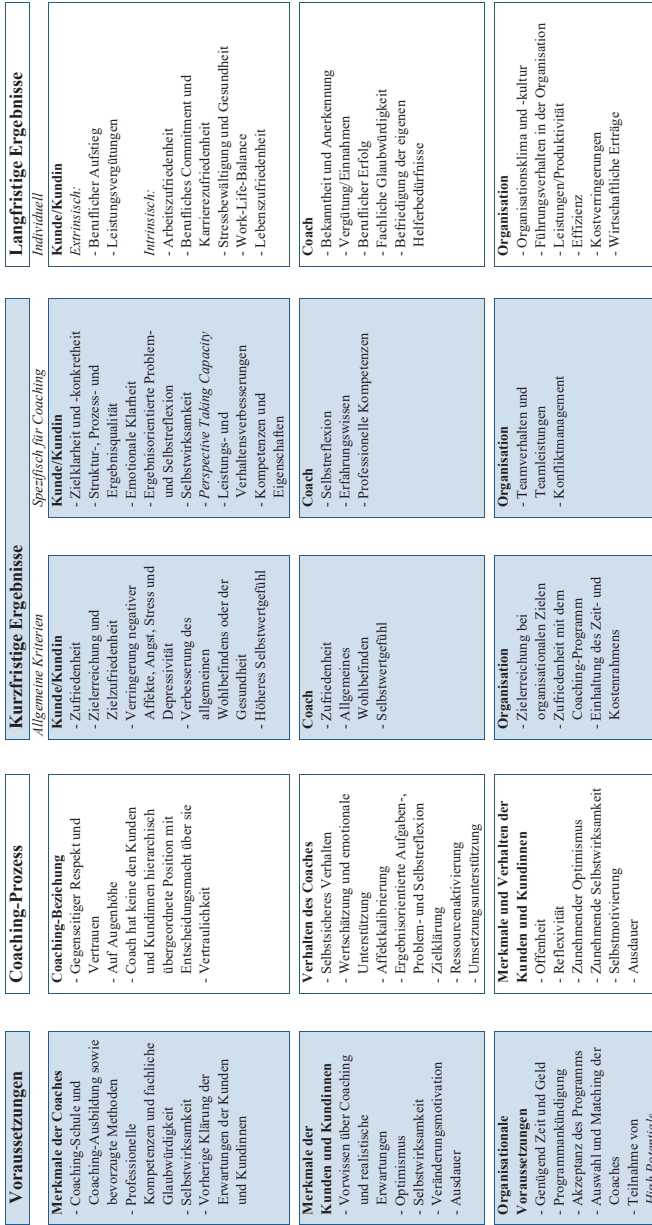 Voraussetzungen
Merkmale der Coaches
- Coaching-Schule und
Coaching-Ausbildung sowie
bevorzugte Methoden
- Professionelle
Kompetenzen und fachliche
Glaubwürdigkeit
- Selbstwirksamkeit
- Vorherige Klärung der
Erwartungen der Kunden
und Kundinnen
Merkmale der
Kunden und Kundinnen
- Vorwissen über Coaching
und realistische
Erwartungen
- Optimismus
- Selbstwirksamkeit
- Veränderungsmotivation
- Ausdauer
Organisationale
Voraussetzungen
- Genügend Zeit und Geld
- Programmankündigung
- Akzeptanz des Programms
- Auswahl und Matching der
Coaches
- Teilnahme von
High Potentials
Coaching-Prozess
Coaching-Beziehung
- Gegenseitiger Respekt und
Vertrauen
- Auf Augenhöhe
- Coach hat keine den Kunden
und Kundinnen hierarchisch
übergeordnete Position mit
Entscheidungsmacht über sie
- Vertraulichkeit
Verhalten des Coaches
- Selbstsicheres Verhalten
- Wertschätzung und emotionale
Unterstützung
- Affektkalibrierung
- Ergebnisorientierte Aufgaben-,
Problem- und Selbstreflexion
- Zielklärung
- Ressourcenaktivierung
- Umsetzungsunterstützung
Merkmale und Verhalten der
Kunden und Kundinnen
- Offenheit
- Reflexivität
- Zunehmender Optimismus
- Zunehmende Selbstwirksamkeit
- Selbstmotivierung
- Ausdauer
Kurzfristige Ergebnisse
Allgemeine Kriterien
Kunde/Kundin
- Zufriedenheit
- Zielerreichung und
Zielzufriedenheit
- Verringerung negativer
Affekte, Angst, Stress und
Depressivität
- Verbesserung des
allgemeinen
Wohlbefindens oder der
Gesundheit
- Höheres Selbstwertgefühl
Coach
- Zufriedenheit
- Allgemeines
Wohlbefinden
- Selbstwertgefühl
Organisation
- Zielerreichung bei
organisationalen Zielen
- Zufriedenheit mit dem
Coaching-Programm
- Einhaltung des Zeit- und
Kostenrahmens
Spezifisch für Coaching
Kunde/Kundin
- Zielklarheit und -konkretheit
- Struktur-, Prozess- und
Ergebnisqualität
- Emotionale Klarheit
- Ergebnisorientierte Problem-
und Selbstreflexion
- Selbstwirksamkeit
- Perspective Taking Capacity
- Leistungs- und
Verhaltensverbesserungen
- Kompetenzen und
Eigenschaften
Coach
- Selbstreflexion
- Erfahrungswissen
- Professionelle Kompetenzen
Organisation
- Teamverhalten und
Teamleistungen
- Konfliktmanagement
Langfristige Ergebnisse
Individuell
Kunde/Kundin
Extrinsisch:
- Beruflicher Aufstieg
- Leistungsvergütungen
Intrinsisch:
- Arbeitszufriedenheit
- Berufliches Commitment und
Karrierezufriedenheit
- Stressbewältigung und Gesundheit
- Work-Life-Balance
- Lebenszufriedenheit
Coach
- Bekanntheit und Anerkennung
- Vergütung/Einnahmen
- Beruflicher Erfolg
- Fachliche Glaubwürdigkeit
- Befriedigung der eigenen
Helferbedürfnisse
Organisation
- Organisationsklima und -kultur
- Führungsverhalten in der Organisation
- Leistungen/Produktivität
- Effizienz
- Kostverringerungen
- Wirtschaftliche Erträge